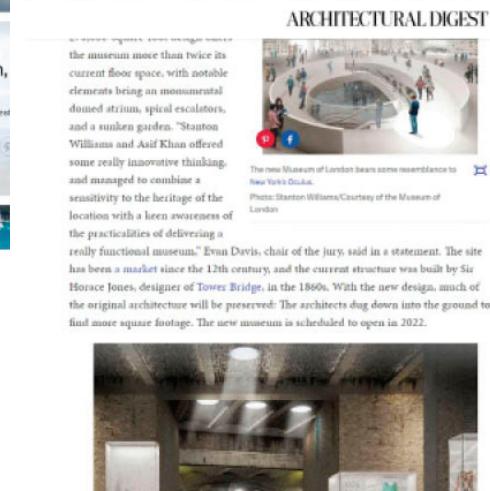 ARCHITECTURAL DIGEST
the museum more than twice its
current floor space, with notable
elements being an monumental
domed atrium, spiral escalators,
and a sunken garden. "Stanton
Williams and Asif Khan offered
some really innovative thinking,
and managed to combine a
sensitivity to the heritage of the
location with a keen awareness of
the practicalities of delivering a
really functional museum," Evan Davis, chair of the jury, said in a statement. The site
has been a market since the 12th century, and the current structure was built by Sir
Horace Jones, designer of Tower Bridge, in the 1860s. With the new design, much of
the original architecture will be preserved: The architects dug down into the ground to
find more square footage. The new museum is scheduled to open in 2022.
The new Museum of London bears some resemblance to
New York's Oculus.
Photo: Stanton Williams/Courtesy of the Museum of
London